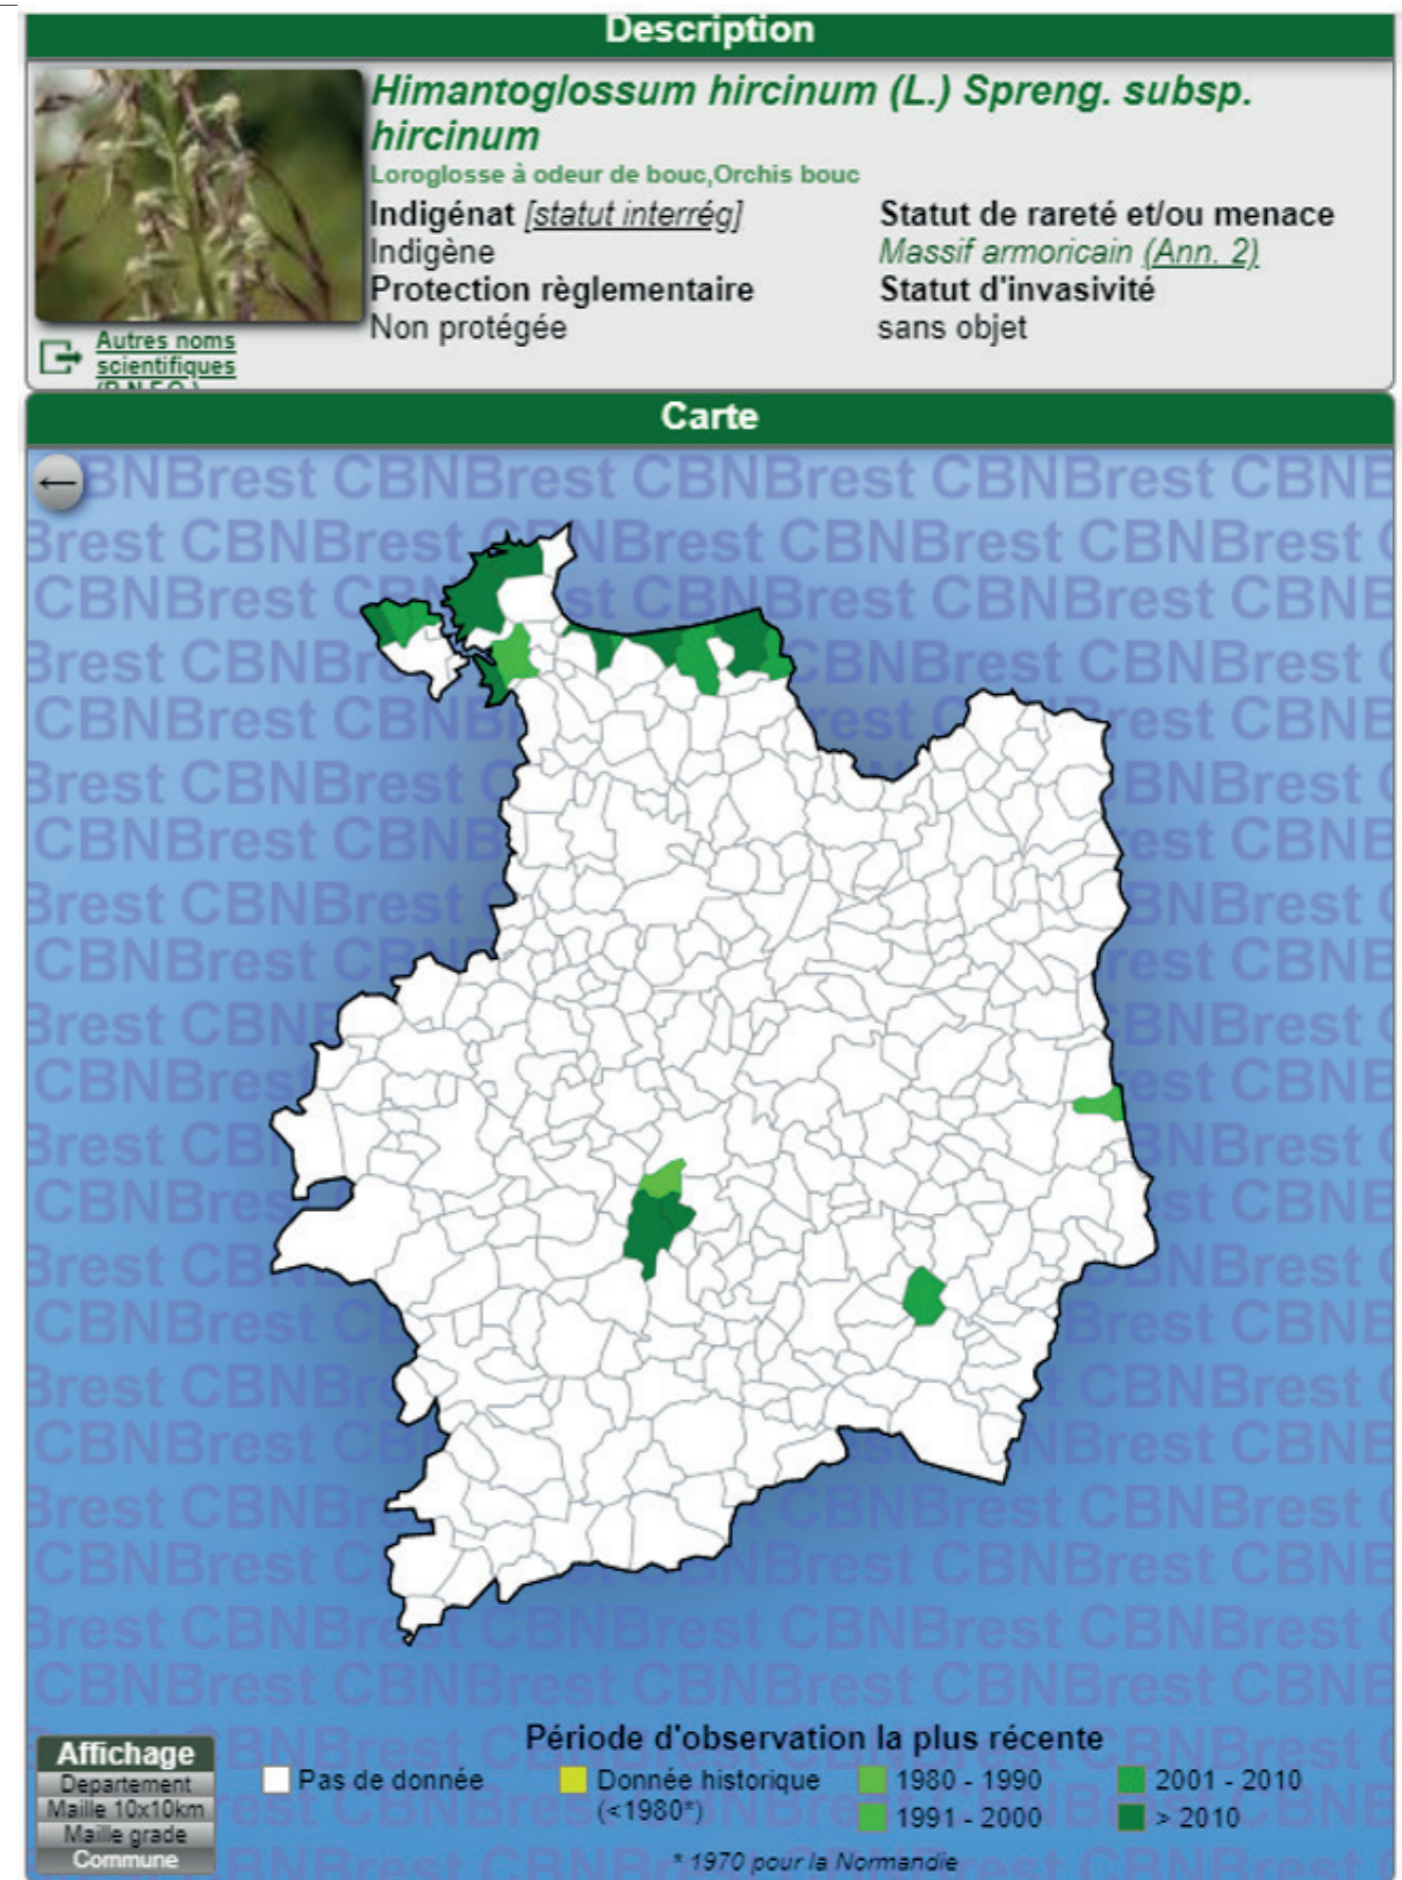 Description
Himantoglossum hircinum (L.) Spreng. subsp.
hircinum
Loroglosse à odeur de bouc,Orchis bouc
Indigénat [statut interrég]
Indigène
Protection règlementaire
Non protégée
Statut de rareté et/ou menace
Massif armoricain (Ann. 2)
Statut d'invasivité
sans objet
Autres noms
scientifiques
Carte
CBNBrest CBNBrest CBNBrest CBNBrest
Période d'observation la plus récente
Pas de donnée
Donnée historique
(<1980*)
1980 - 1990
1991 - 2000
2001 - 2010
> 2010
* 1970 pour la Normandie
Affichage
Departement
Maille 10x10km
Maille grade
Commune